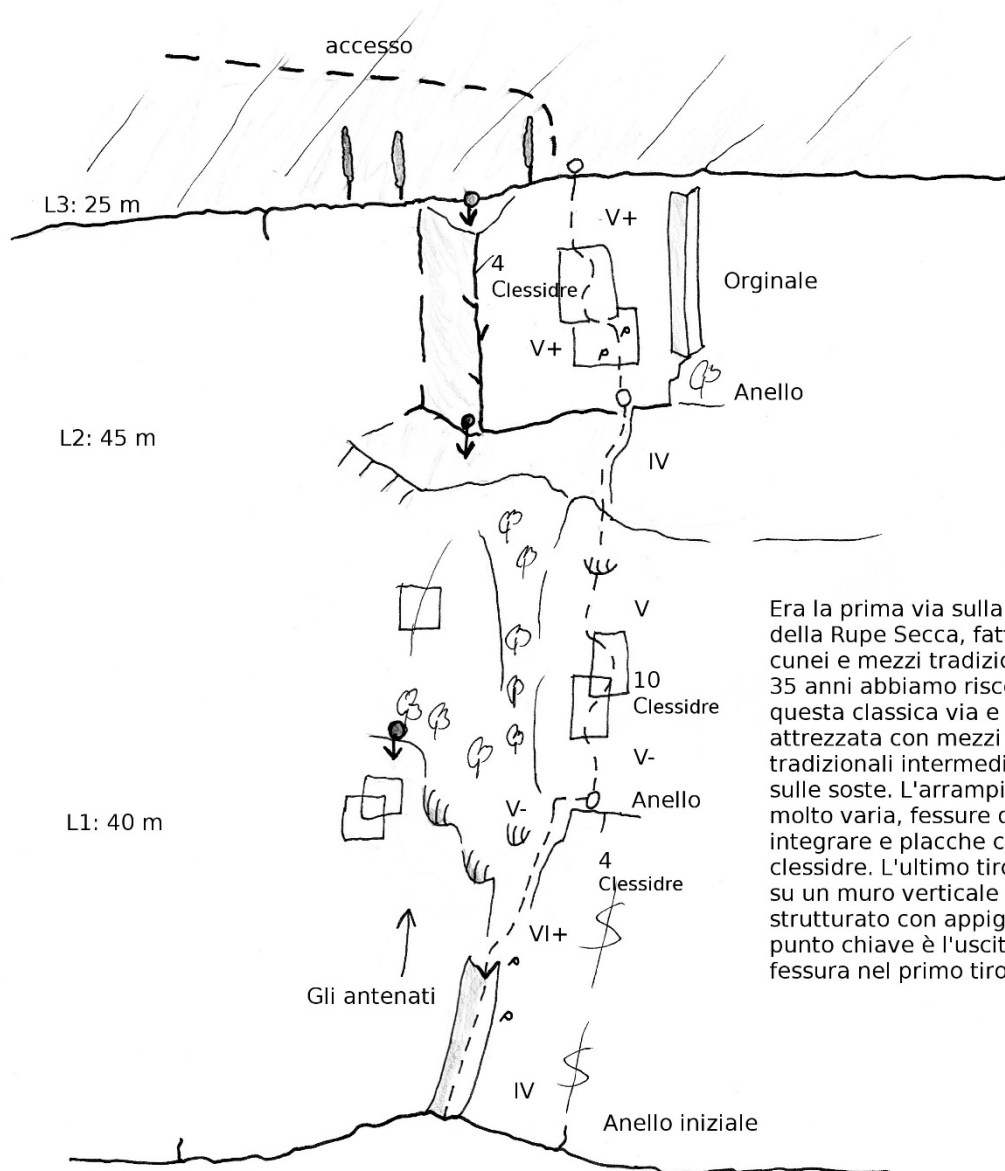 accesso
L3: 25 m
V+
4
Clessidre
Orginale
V+
Anello
L2: 45 m
IV
V
10
Clessidre
V-
Anello
L1: 40 m
V-
4
Clessidre
VI+
Gli antenati
IV
Anello iniziale
Era la prima via sulla
della Rupe Secca, fatt
cunei e mezzi tradizio
35 anni abbiamo risco
questa classica via e
attrezzata con mezzi
tradizionali intermedi
sulle soste. L'arrampi
molto varia, fessure d
integrare e placche c
clessidre. L'ultimo tiro
su un muro verticale
strutturato con appig
punto chiave è l'uscit
fessura nel primo tiro